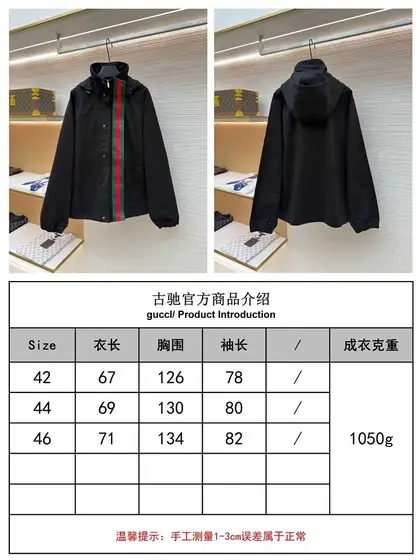 古驰官方商品介绍
guccl/ Product Introduction
Size 衣长 胸围 袖长 / 成衣克重
42 67 126 78 /
44 69 130 80 /
46 71 134 82 / 1050g
温馨提示: 手工测量1-3cm误差属于正常